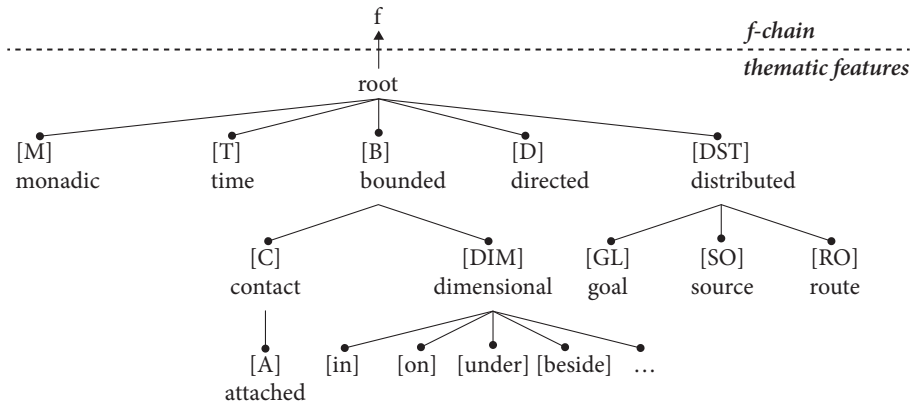 f
f-chain
thematic features
root
[M] [T] [B] [D] [DST]
monadic time bounded directed distributed
[C] [DIM] [GL] [SO] [RO]
contact dimensional goal source route
[A] [in] [on] [under] [beside] …
attached